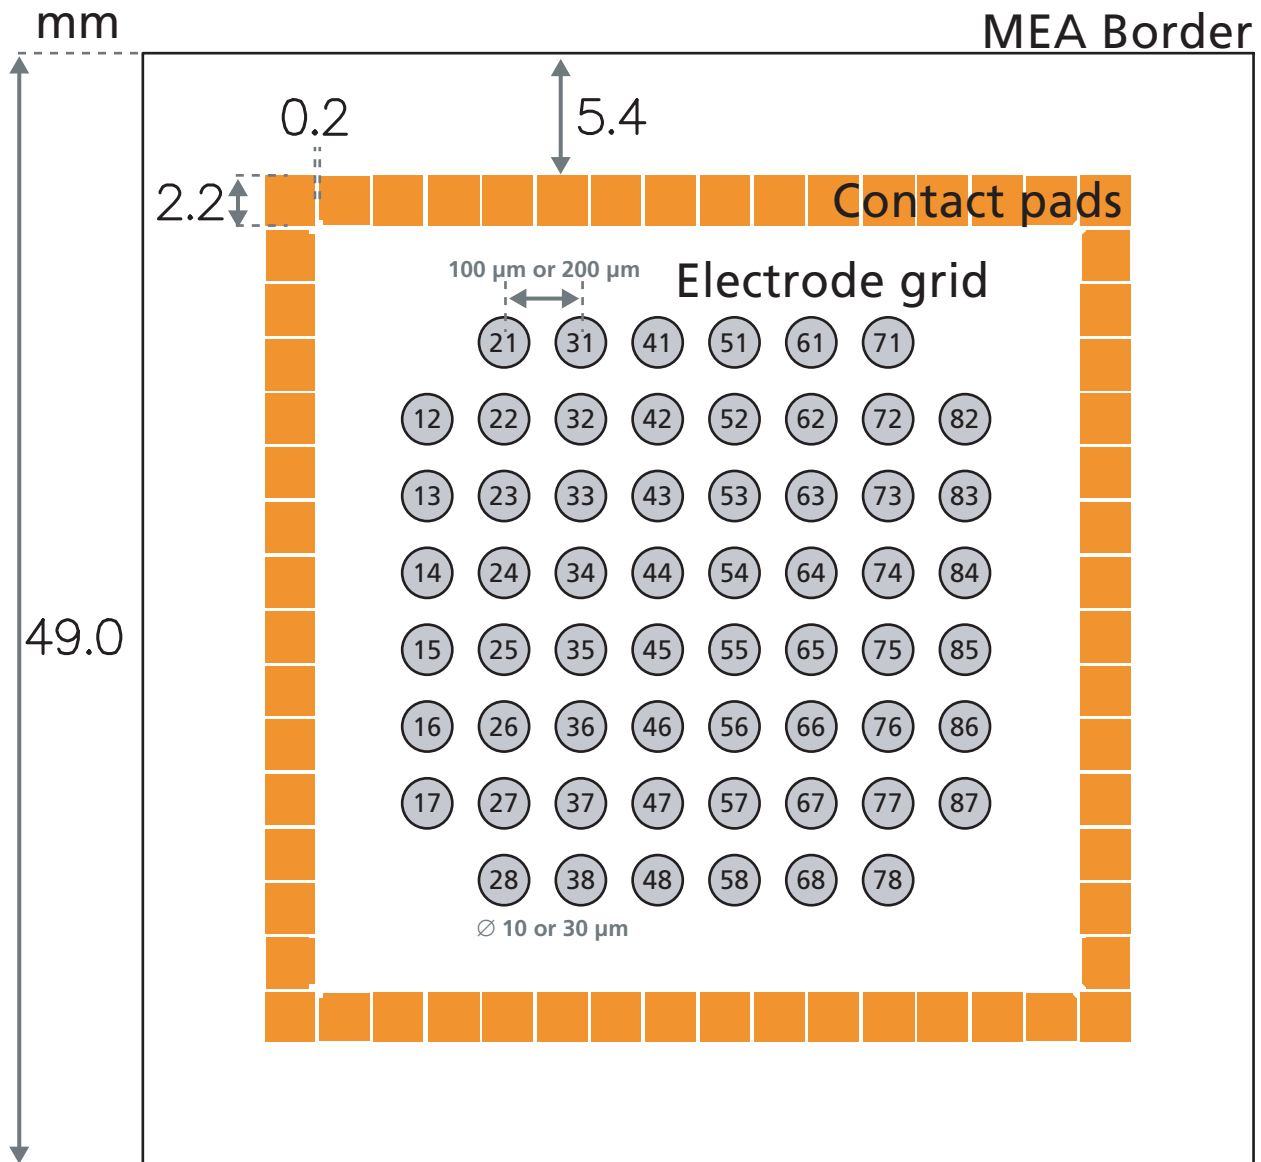 mm
MEA Border
0.2
5.4
2.2
Contact pads
100 µm or 200 µm
Electrode grid
21 31 41 51 61 71
12 22 32 42 52 62 72 82
13 23 33 43 53 63 73 83
14 24 34 44 54 64 74 84
49.0
15 25 35 45 55 65 75 85
16 26 36 46 56 66 76 86
17 27 37 47 57 67 77 87
28 38 48 58 68 78
∅ 10 or 30 µm